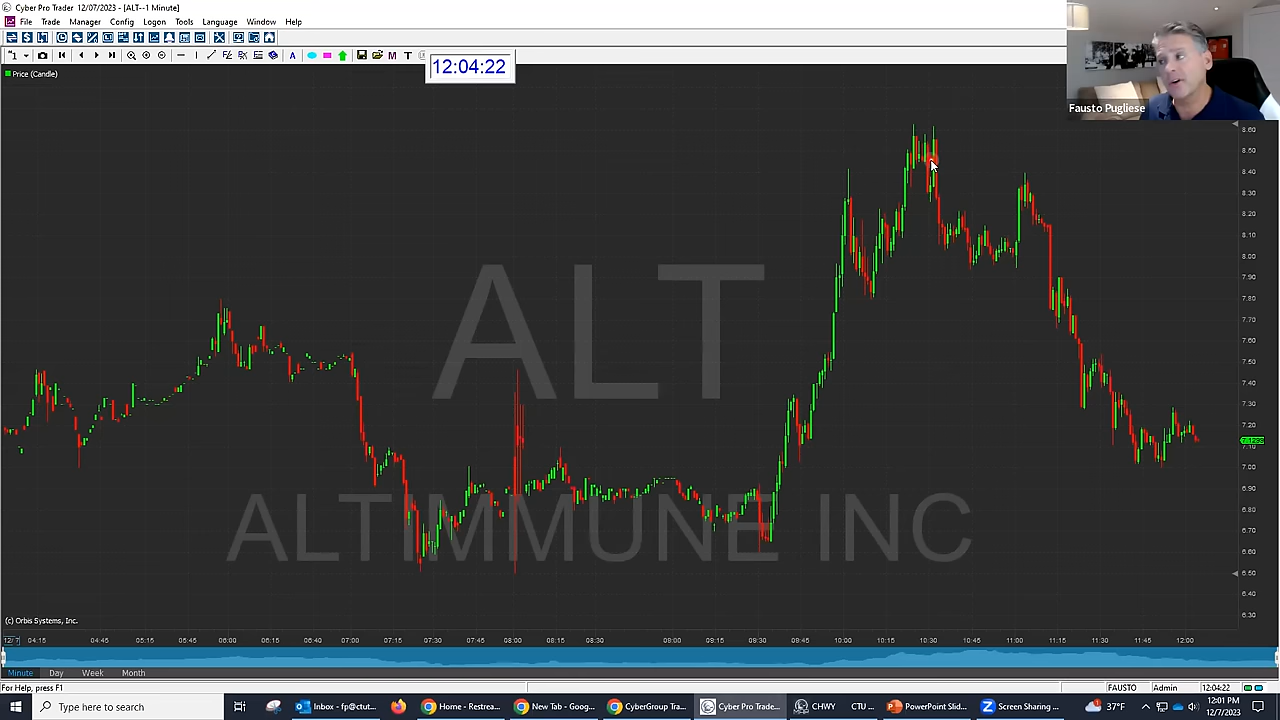 Cyber Pro Trader 12/07/2023 - [ALT--1 Minute]
File Trade Manager Config Login Tools Language Window Help
12:04:22
Price (Candle)
Fausto Pugliese
8.60
8.50
8.40
8.30
8.20
8.10
8.00
7.90
7.80
7.70
7.60
7.50
7.40
7.30
7.20
7.10
7.00
6.90
6.80
6.70
6.60
6.50
6.40
6.30
ALT
ALTIMMUNE INC
(c) Orbis Systems, Inc.
12/7 04:15 04:45 05:15 05:45 06:00 06:15 06:40 07:00 07:15 07:30 07:45 08:00 08:15 08:30 09:00 09:15 09:30 09:45 10:00 10:15 10:30 10:45 11:00 11:15 11:30 11:45 12:00
Minute Day Week Month
For Help, press F1
FAUSTO Admin 12:04:22
Type here to search
Inbox - fp@ctut...
Home - Restrea...
New Tab - Goog...
CyberGroup Tra...
Cyber Pro Trade...
CHWY
CTU ...
PowerPoint Slid...
Screen Sharing ...
37°F
12:01 PM
12/7/2023